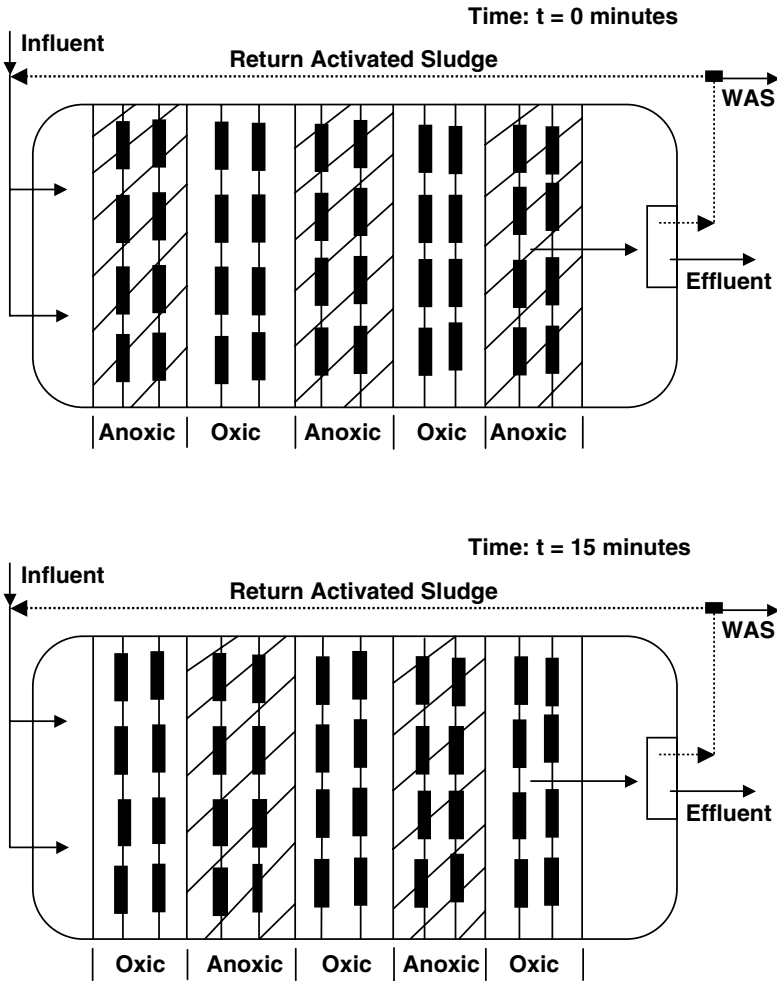 Time: t = 0 minutes
Influent
Return Activated Sludge
WAS
Effluent
Anoxic Oxic Anoxic Oxic Anoxic
Time: t = 15 minutes
Influent
Return Activated Sludge
WAS
Effluent
Oxic Anoxic Oxic Anoxic Oxic